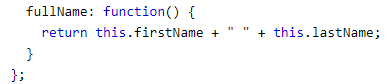 fullName: function() {
return this.firstName + " " + this.lastName;
}
};